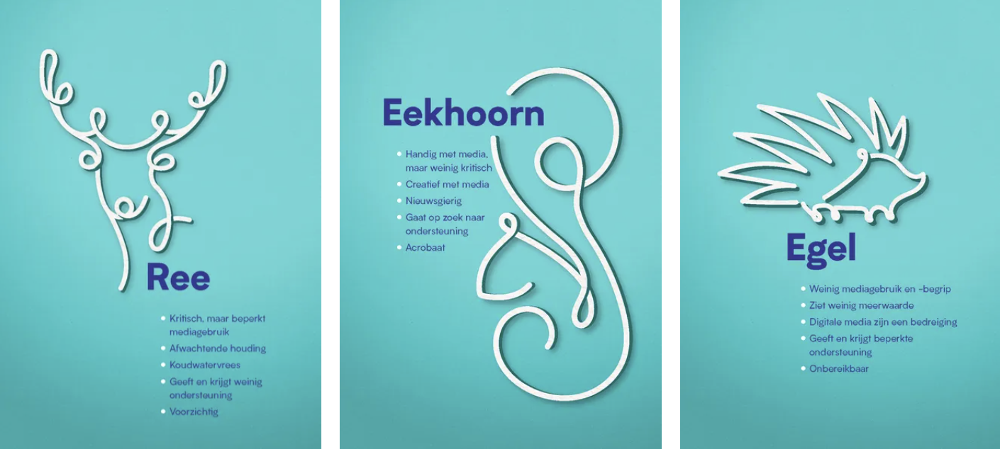 Ree
Kritisch, maar beperkt
mediagebruik
Afwachtende houding
Koudwatervrees
Geeft en krijgt weinig
ondersteuning
Voorzichtig
Eekhoorn
Handig met media,
maar weinig kritisch
Creatief met media
Nieuwsgierig
Gaat op zoek naar
ondersteuning
Acrobaat
Egel
Weinig mediagebruik en -begrip
Ziet weinig meerwaarde
Digitale media zijn een bedreiging
Geeft en krijgt beperkte
ondersteuning
Onbereikbaar